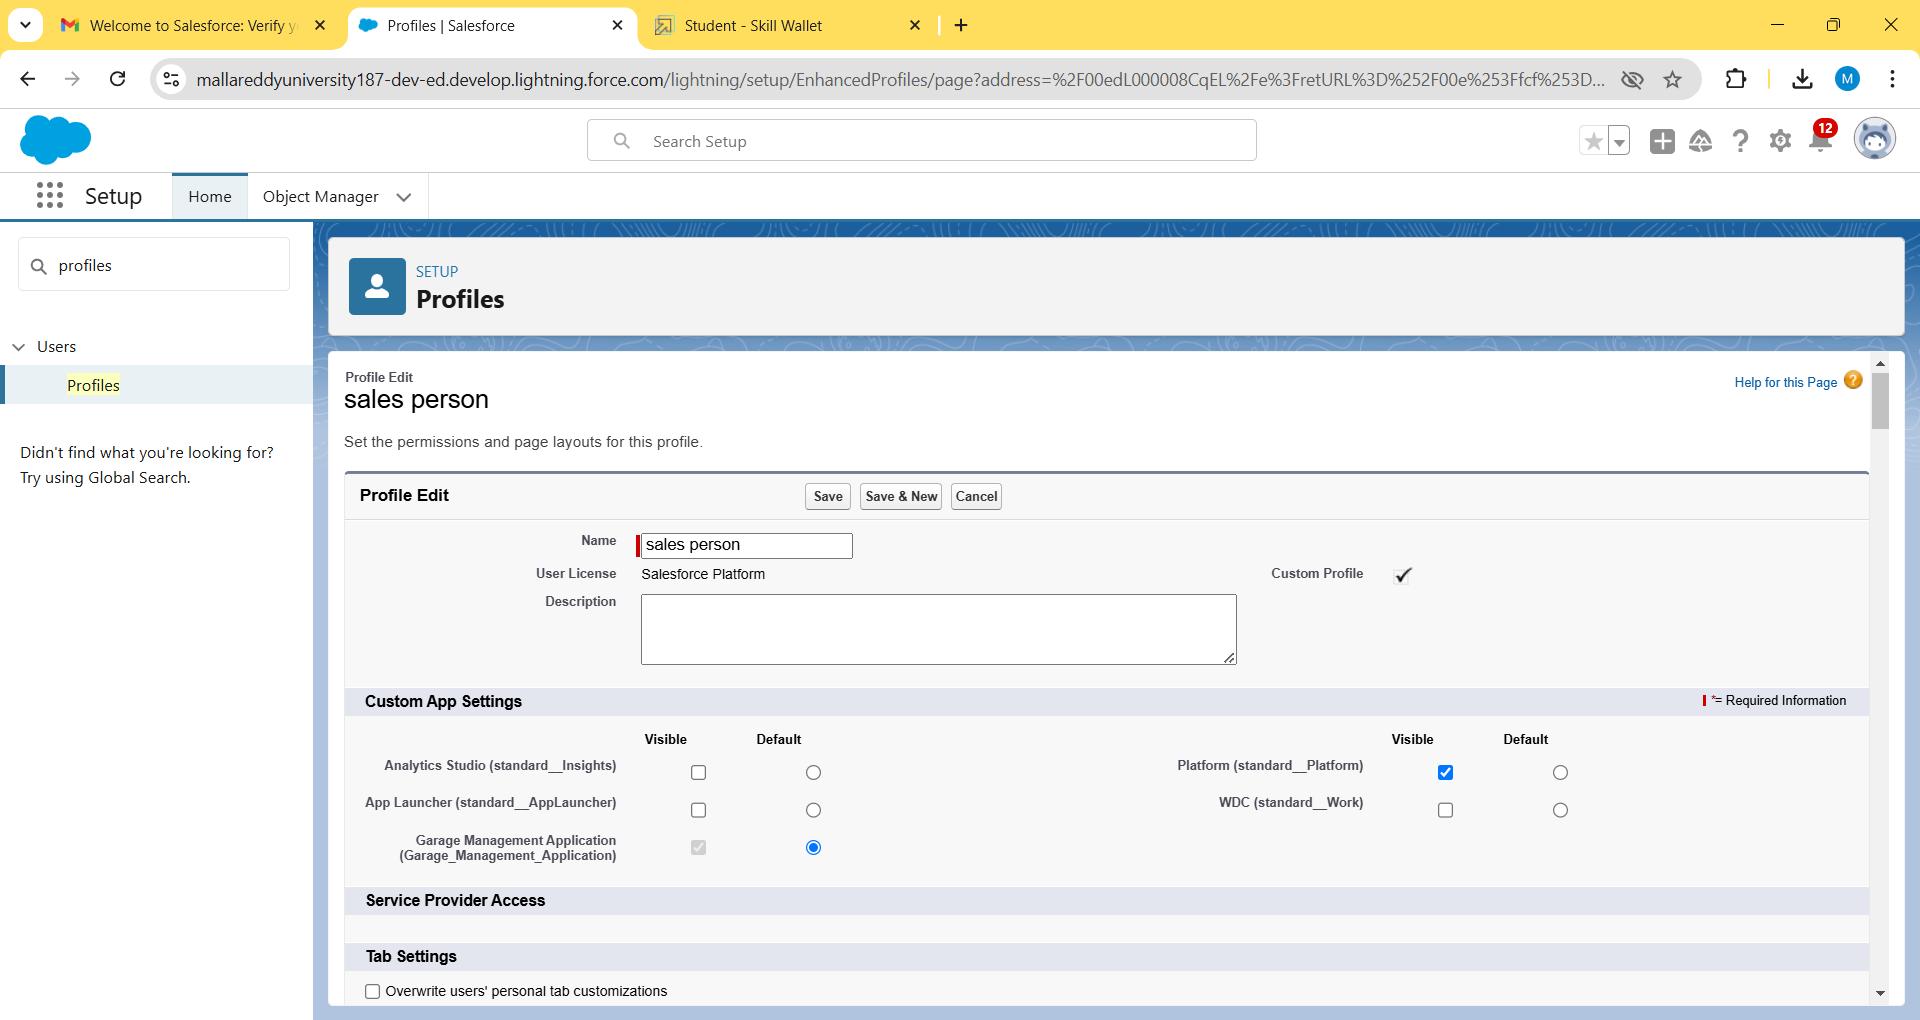 Welcome to Salesforce: Verify y
Profiles | Salesforce
Student - Skill Wallet
mallareddyuniversity187-dev-ed.develop.lightning.force.com/lightning/setup/EnhancedProfiles/page?address=%2F00edL000008CqEL%2Fe%3FretURL%3D%252F00e%253Ffcf%253D...
M
Search Setup
12
Setup
Home
Object Manager
profiles
Users
Profiles
Didn't find what you're looking for?
Try using Global Search.
SETUP
Profiles
Profile Edit
sales person
Help for this Page
Set the permissions and page layouts for this profile.
Profile Edit
Save
Save & New
Cancel
Name
sales person
User License
Salesforce Platform
Custom Profile
Description
Custom App Settings
*= Required Information
Visible
Default
Visible
Default
Analytics Studio (standard__Insights)
Platform (standard__Platform)
App Launcher (standard__AppLauncher)
WDC (standard__Work)
Garage Management Application
(Garage_Management_Application)
Service Provider Access
Tab Settings
Overwrite users' personal tab customizations